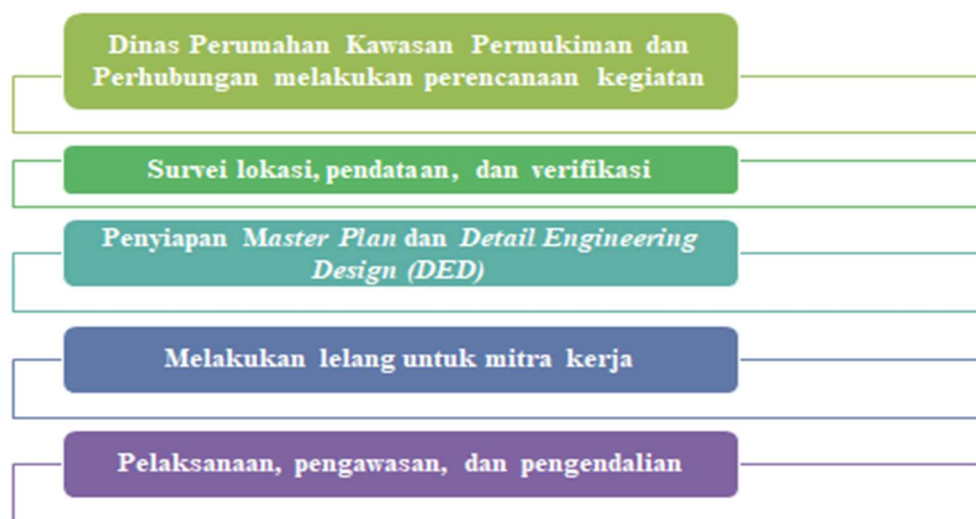 Dinas Perumahan Kawasan Permukiman dan
Perhubungan melakukan perencanaan kegiatan
Survei lokasi, pendataan, dan verifikasi
Penyiapan Master Plan dan Detail Engineering
Design (DED)
Melakukan lelang untuk mitra kerja
Pelaksanaan, pengawasan, dan pengendalian